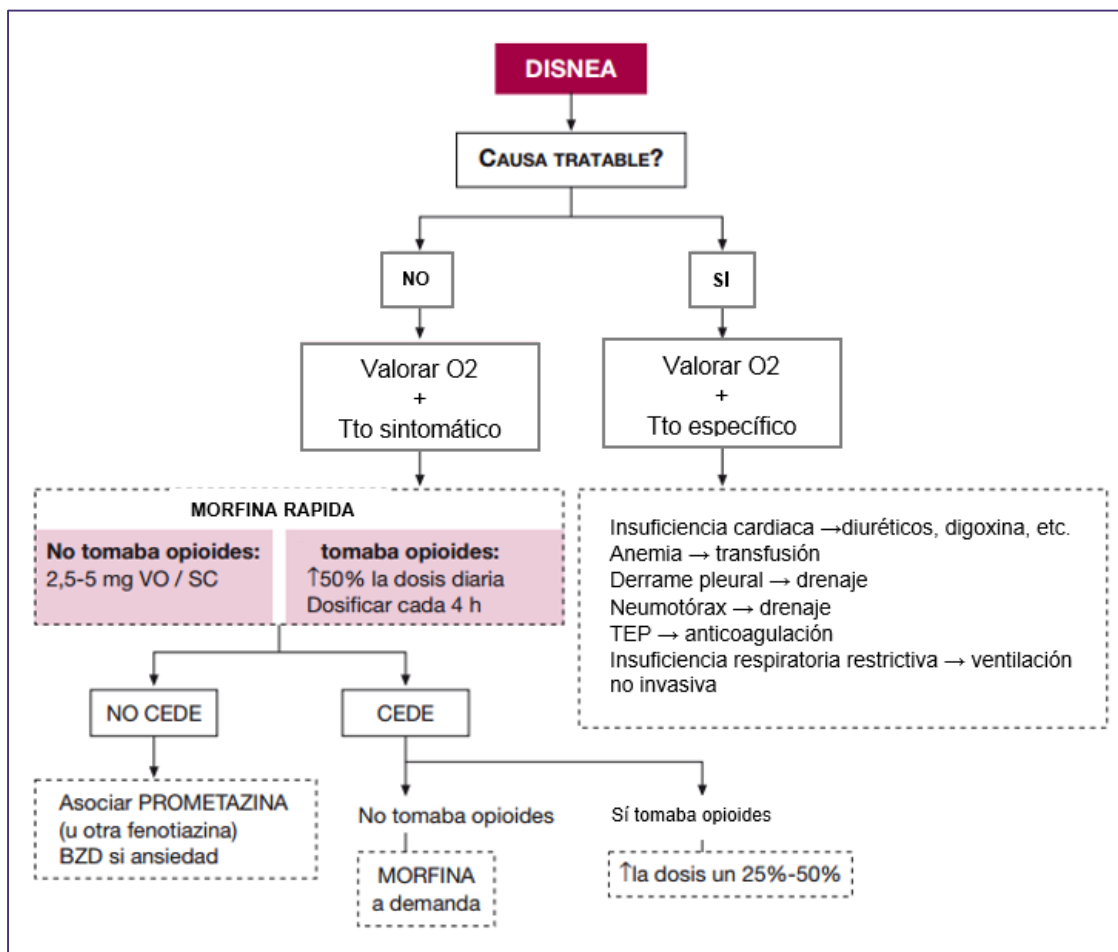 DISNEA
CAUSA TRATABLE?
NO
SI
Valorar O2
+
Tto sintomático
Valorar O2
+
Tto específico
MORFINA RAPIDA
No tomaba opioides:
2,5-5 mg VO / SC
tomaba opioides:
↑50% la dosis diaria
Dosificar cada 4 h
Insuficiencia cardiaca →diuréticos, digoxina, etc.
Anemia → transfusión
Derrame pleural → drenaje
Neumotórax → drenaje
TEP → anticoagulación
Insuficiencia respiratoria restrictiva → ventilación
no invasiva
NO CEDE
CEDE
Asociar PROMETAZINA
(u otra fenotiazina)
BZD si ansiedad
No tomaba opioides
Sí tomaba opioides
MORFINA
a demanda
↑la dosis un 25%-50%